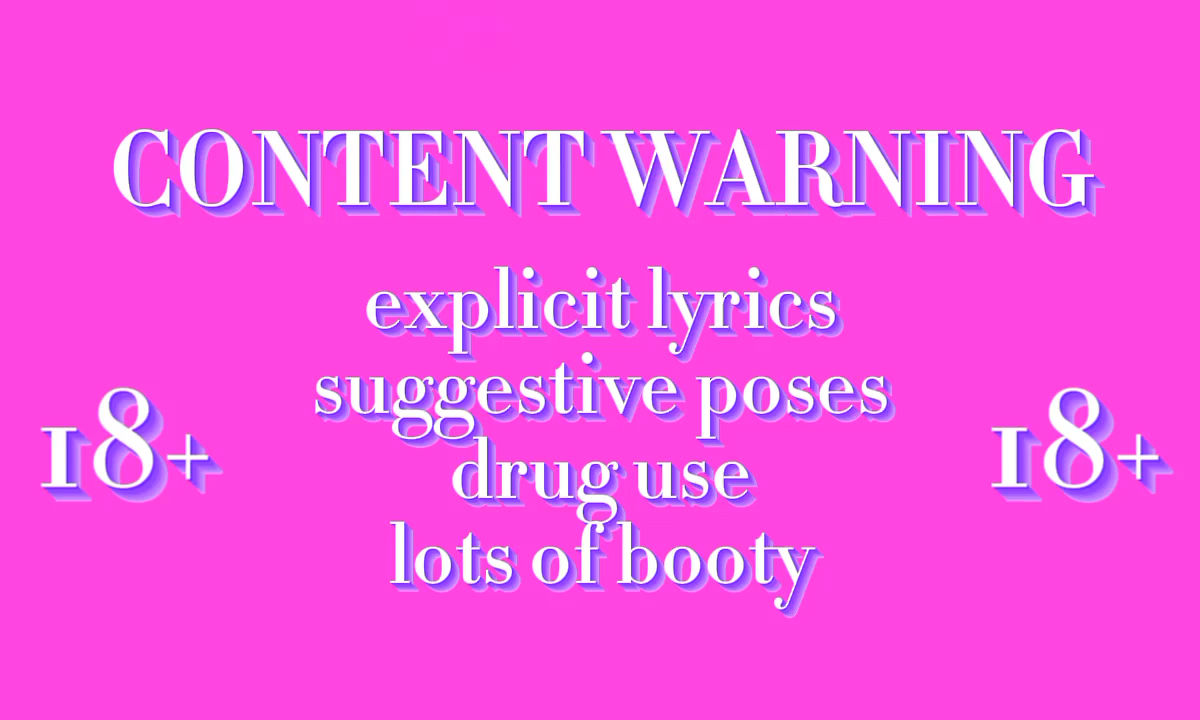 CONTENT WARNING
explicit lyrics
suggestive poses
18+
18+
drug use
lots of booty